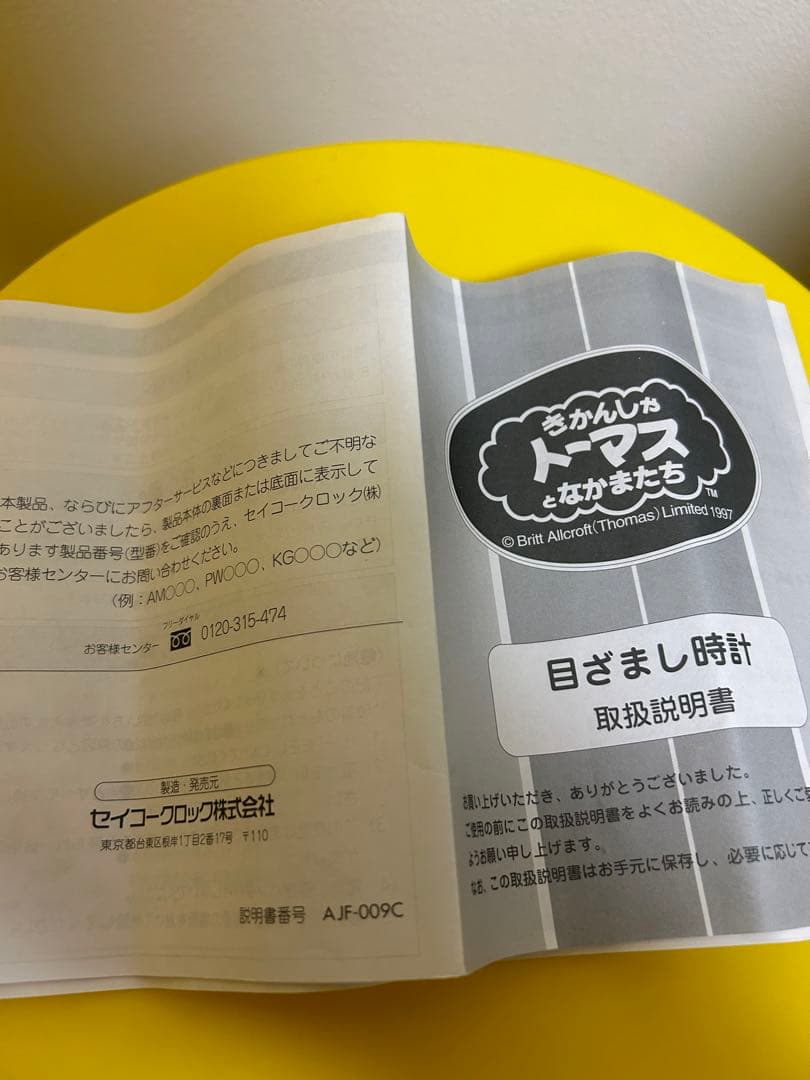 本製品、ならびにアフターサービスなどにつきましてご不明な
ことがございましたら、製品本体の裏面または底面に表示して
あります製品番号(型番)をご確認のうえ、セイコークロック(株)
お客様センターにお問い合わせください。
(例:AM〇〇〇、PW〇〇〇、KG〇〇〇など)
フリーダイヤル
お客様センター 0120-315-474
製造・発売元
セイコークロック株式会社
東京都台東区根岸1丁目2番17号 〒110
説明書番号 AJF-009C
きかんしゃ
トーマス
となかまたち™
© Britt Allcroft(Thomas) Limited 1997
目ざまし時計
取扱説明書
お買い上げいただき、ありがとうございました。
ご使用の前にこの取扱説明書をよくお読みの上、正しくご
ようお願い申し上げます。
なお、この取扱説明書はお手元に保存し、必要に応じて